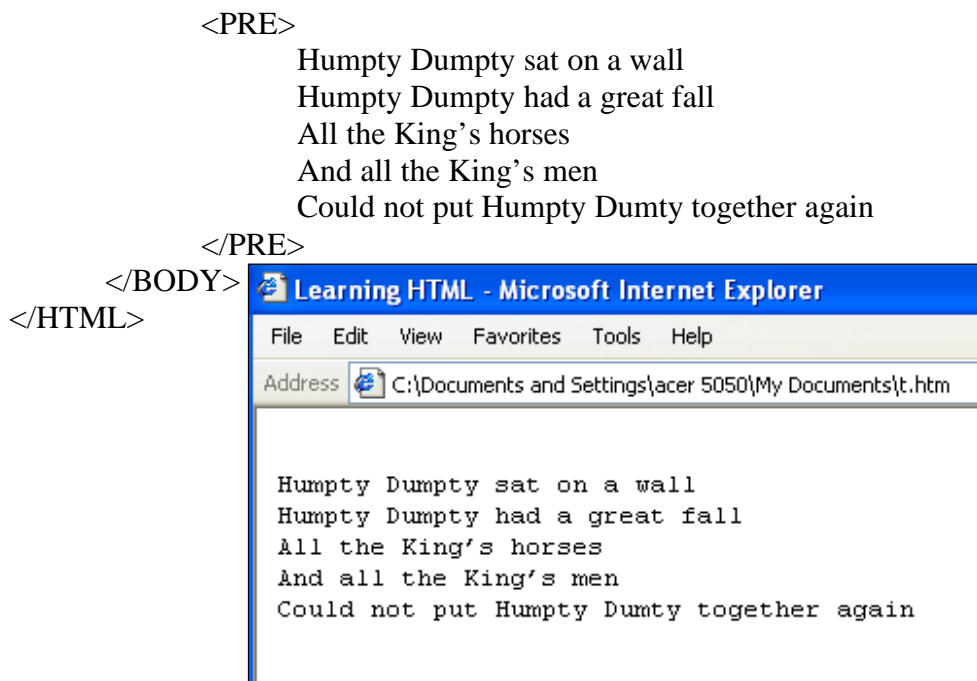 <PRE>
Humpty Dumpty sat on a wall
Humpty Dumpty had a great fall
All the King’s horses
And all the King’s men
Could not put Humpty Dumty together again
</PRE>
</BODY>
</HTML>
Learning HTML - Microsoft Internet Explorer
File Edit View Favorites Tools Help
Address C:\Documents and Settings\acer 5050\My Documents\t.htm
Humpty Dumpty sat on a wall
Humpty Dumpty had a great fall
All the King’s horses
And all the King’s men
Could not put Humpty Dumty together again